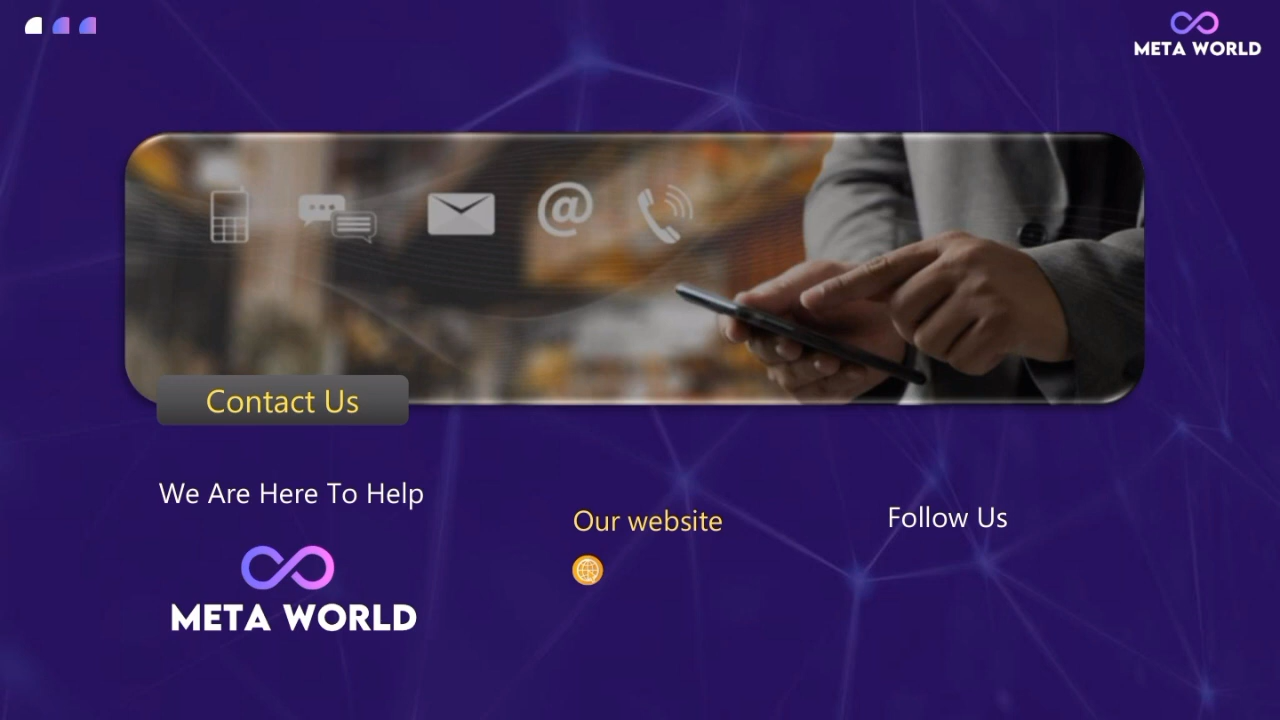 META WORLD
Contact Us
We Are Here To Help
META WORLD
Our website
Follow Us